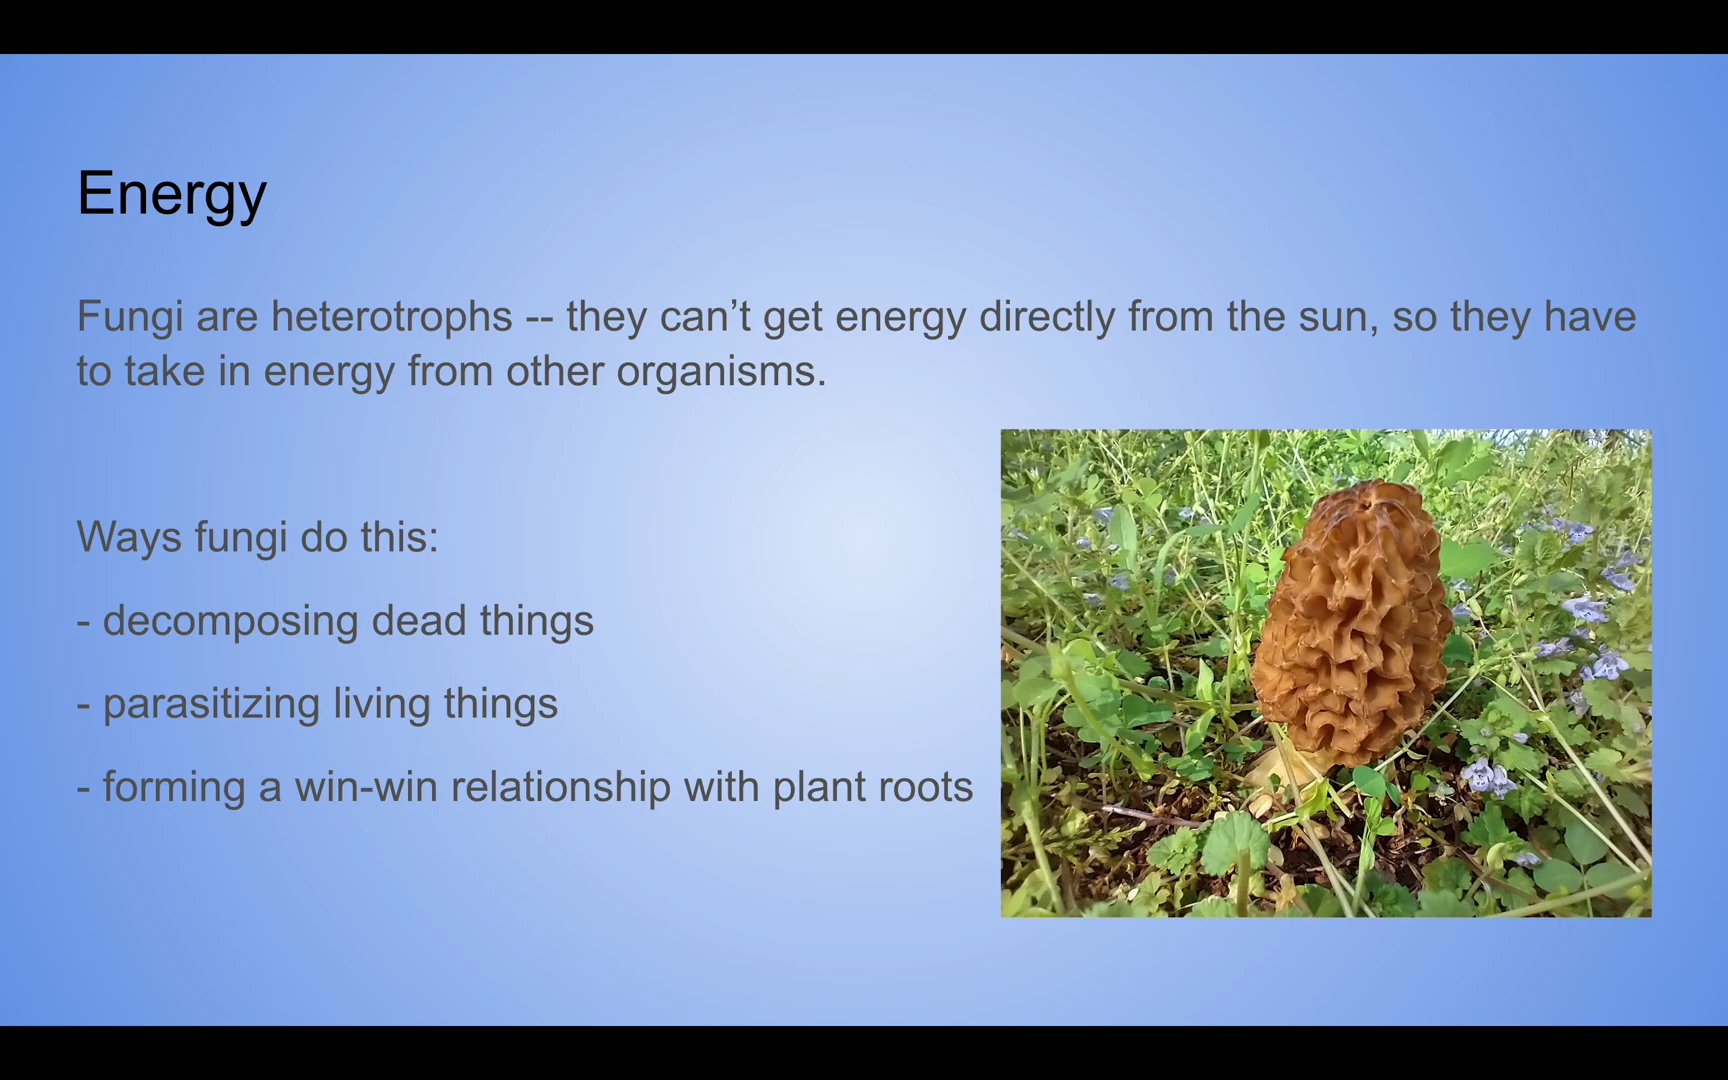 Energy
Fungi are heterotrophs -- they can’t get energy directly from the sun, so they have
to take in energy from other organisms.
Ways fungi do this:
- decomposing dead things
- parasitizing living things
- forming a win-win relationship with plant roots